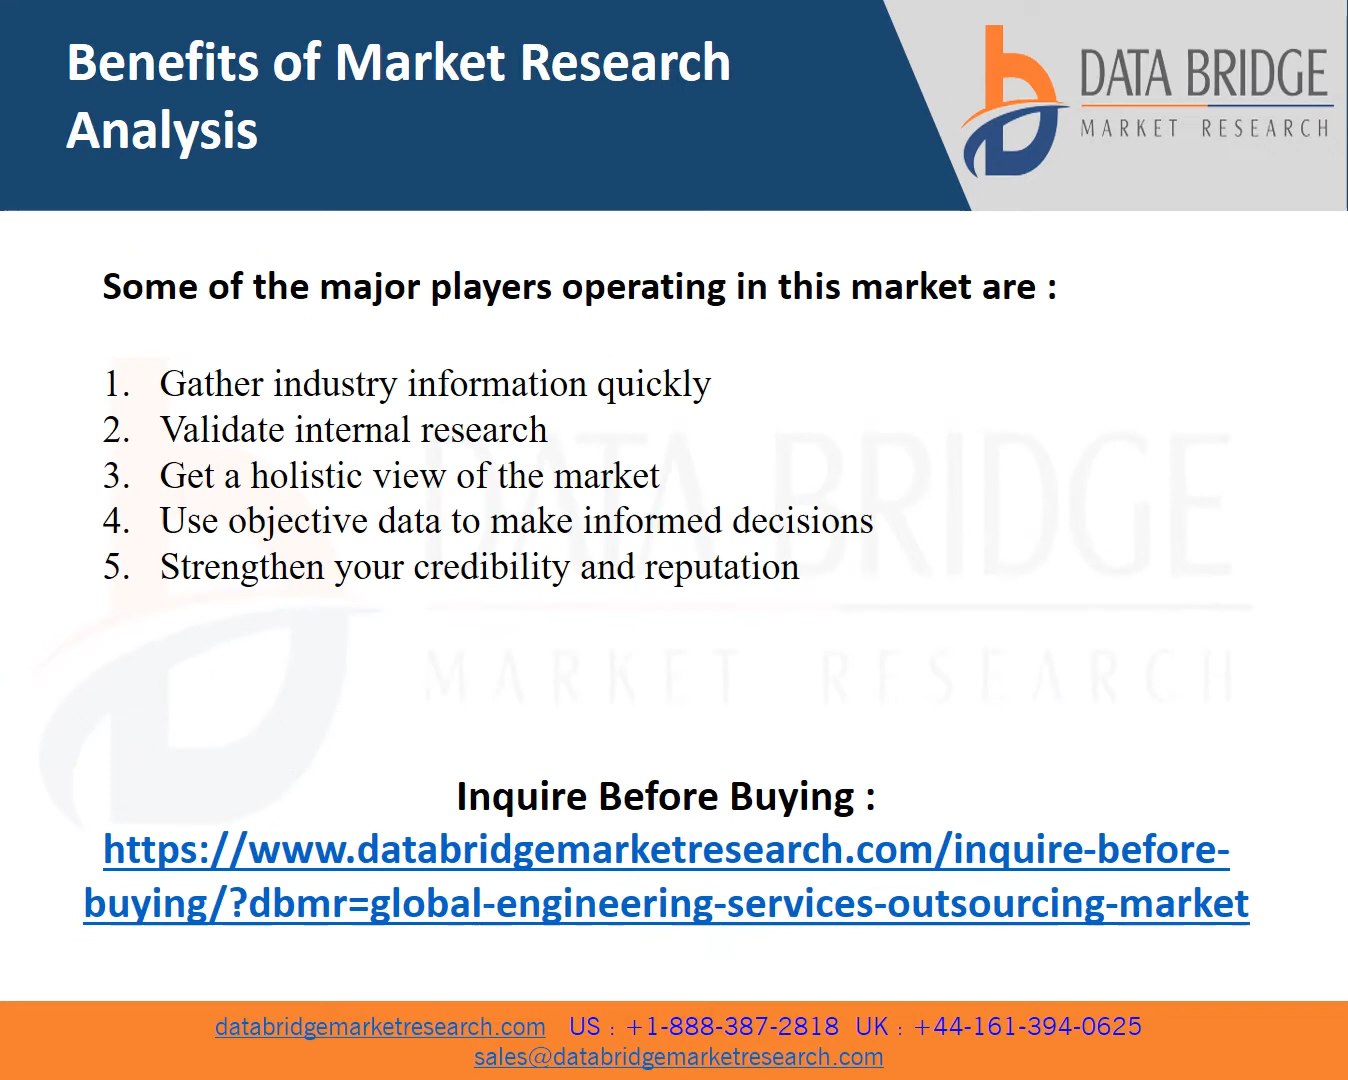 Benefits of Market Research
Analysis
DATA BRIDGE
MARKET RESEARCH
Some of the major players operating in this market are :
1. Gather industry information quickly
2. Validate internal research
3. Get a holistic view of the market
4. Use objective data to make informed decisions
5. Strengthen your credibility and reputation
DATA BRIDGE
MARKET RESEARCH
Inquire Before Buying :
https://www.databridgemarketresearch.com/inquire-before-
buying/?dbmr=global-engineering-services-outsourcing-market
databridgemarketresearch.com US : +1-888-387-2818 UK : +44-161-394-0625
sales@databridgemarketresearch.com